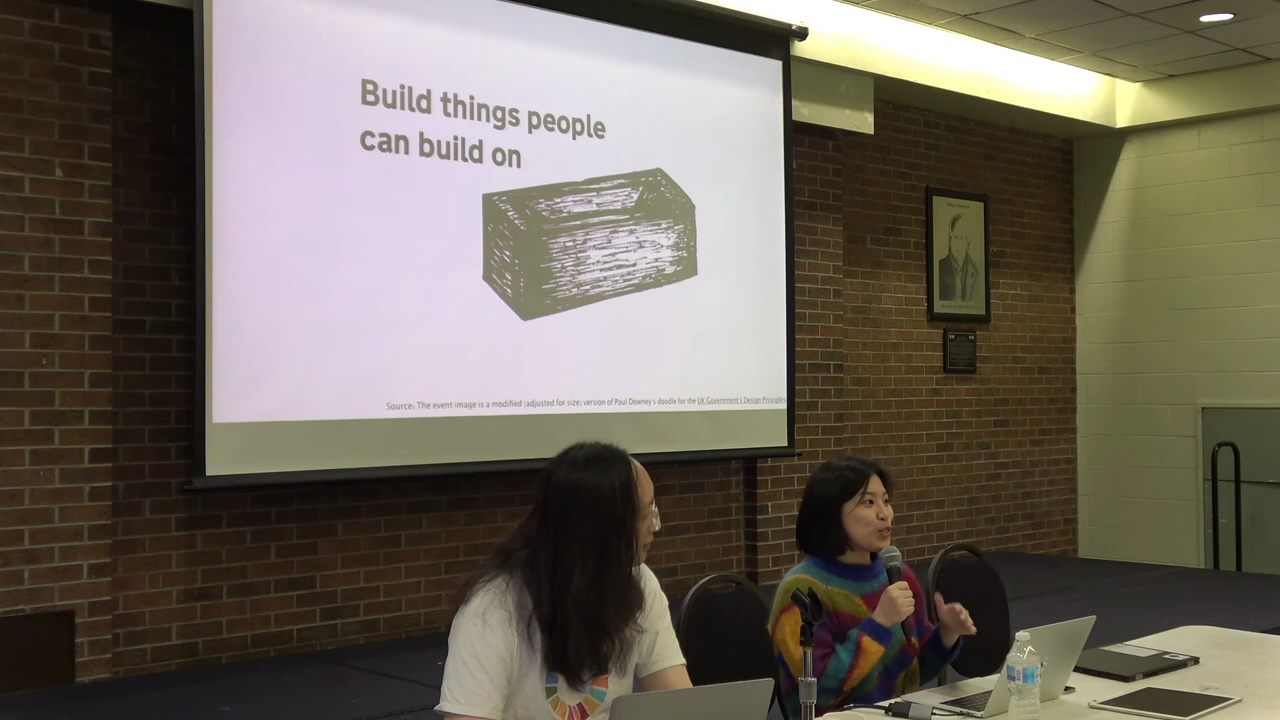 Build things people
can build on
Source: The event image is a modified (adjusted for size) version of Paul Downey's doodle for the UK Government's Design Principles